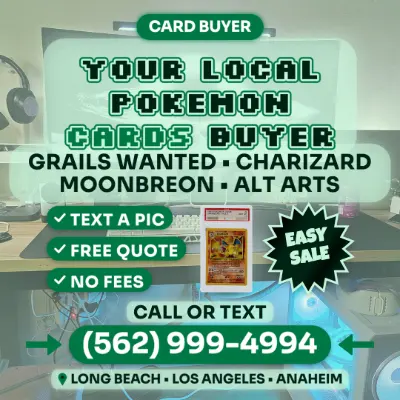 CARD BUYER
YOUR LOCAL
POKEMON
CARDS BUYER
GRAILS WANTED ▪ CHARIZARD
MOONBREON ▪ ALT ARTS
✓ TEXT A PIC
✓ FREE QUOTE
✓ NO FEES
EASY
SALE
CALL OR TEXT
(562) 999-4994
LONG BEACH ▪ LOS ANGELES ▪ ANAHEIM